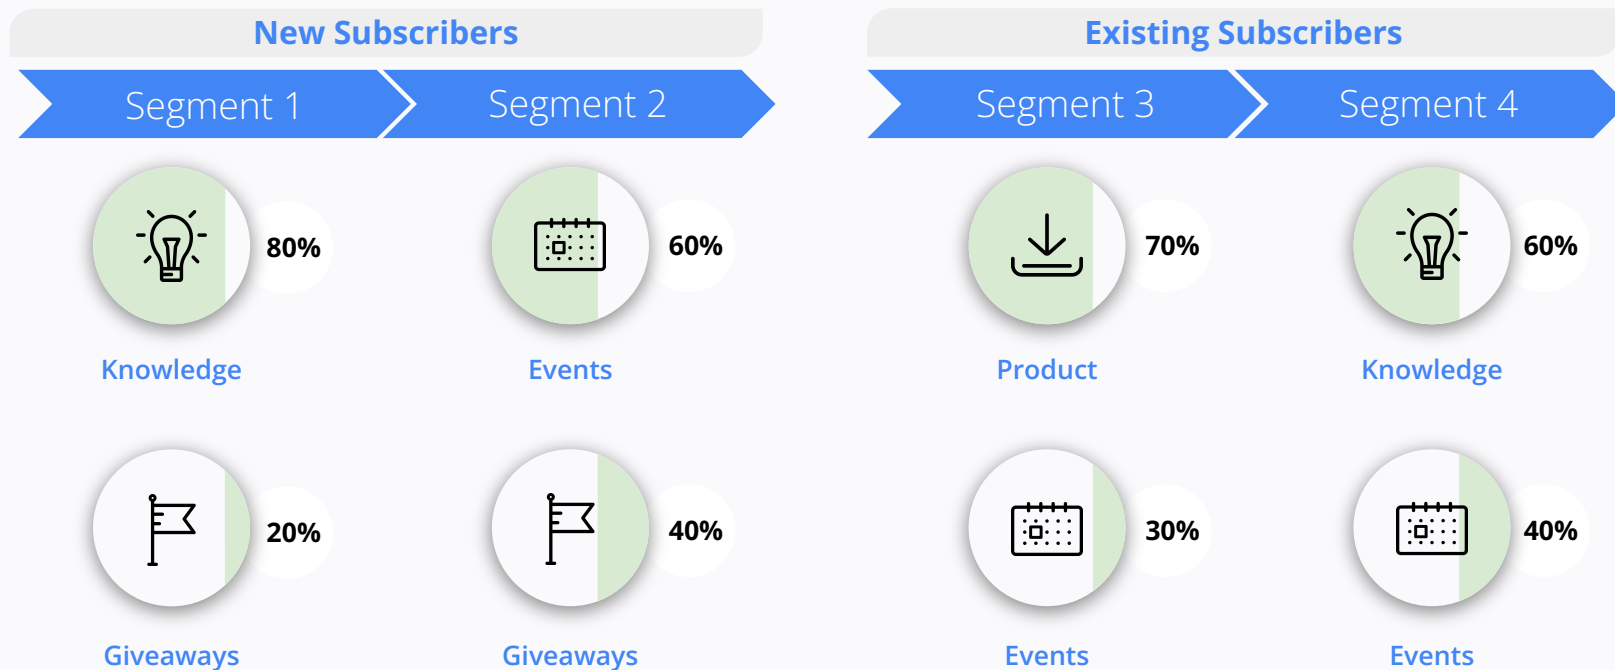 New Subscribers
Existing Subscribers
Segment 1
Segment 2
Segment 3
Segment 4
80%
60%
70%
60%
Knowledge
Events
Product
Knowledge
20%
40%
30%
40%
Giveaways
Giveaways
Events
Events